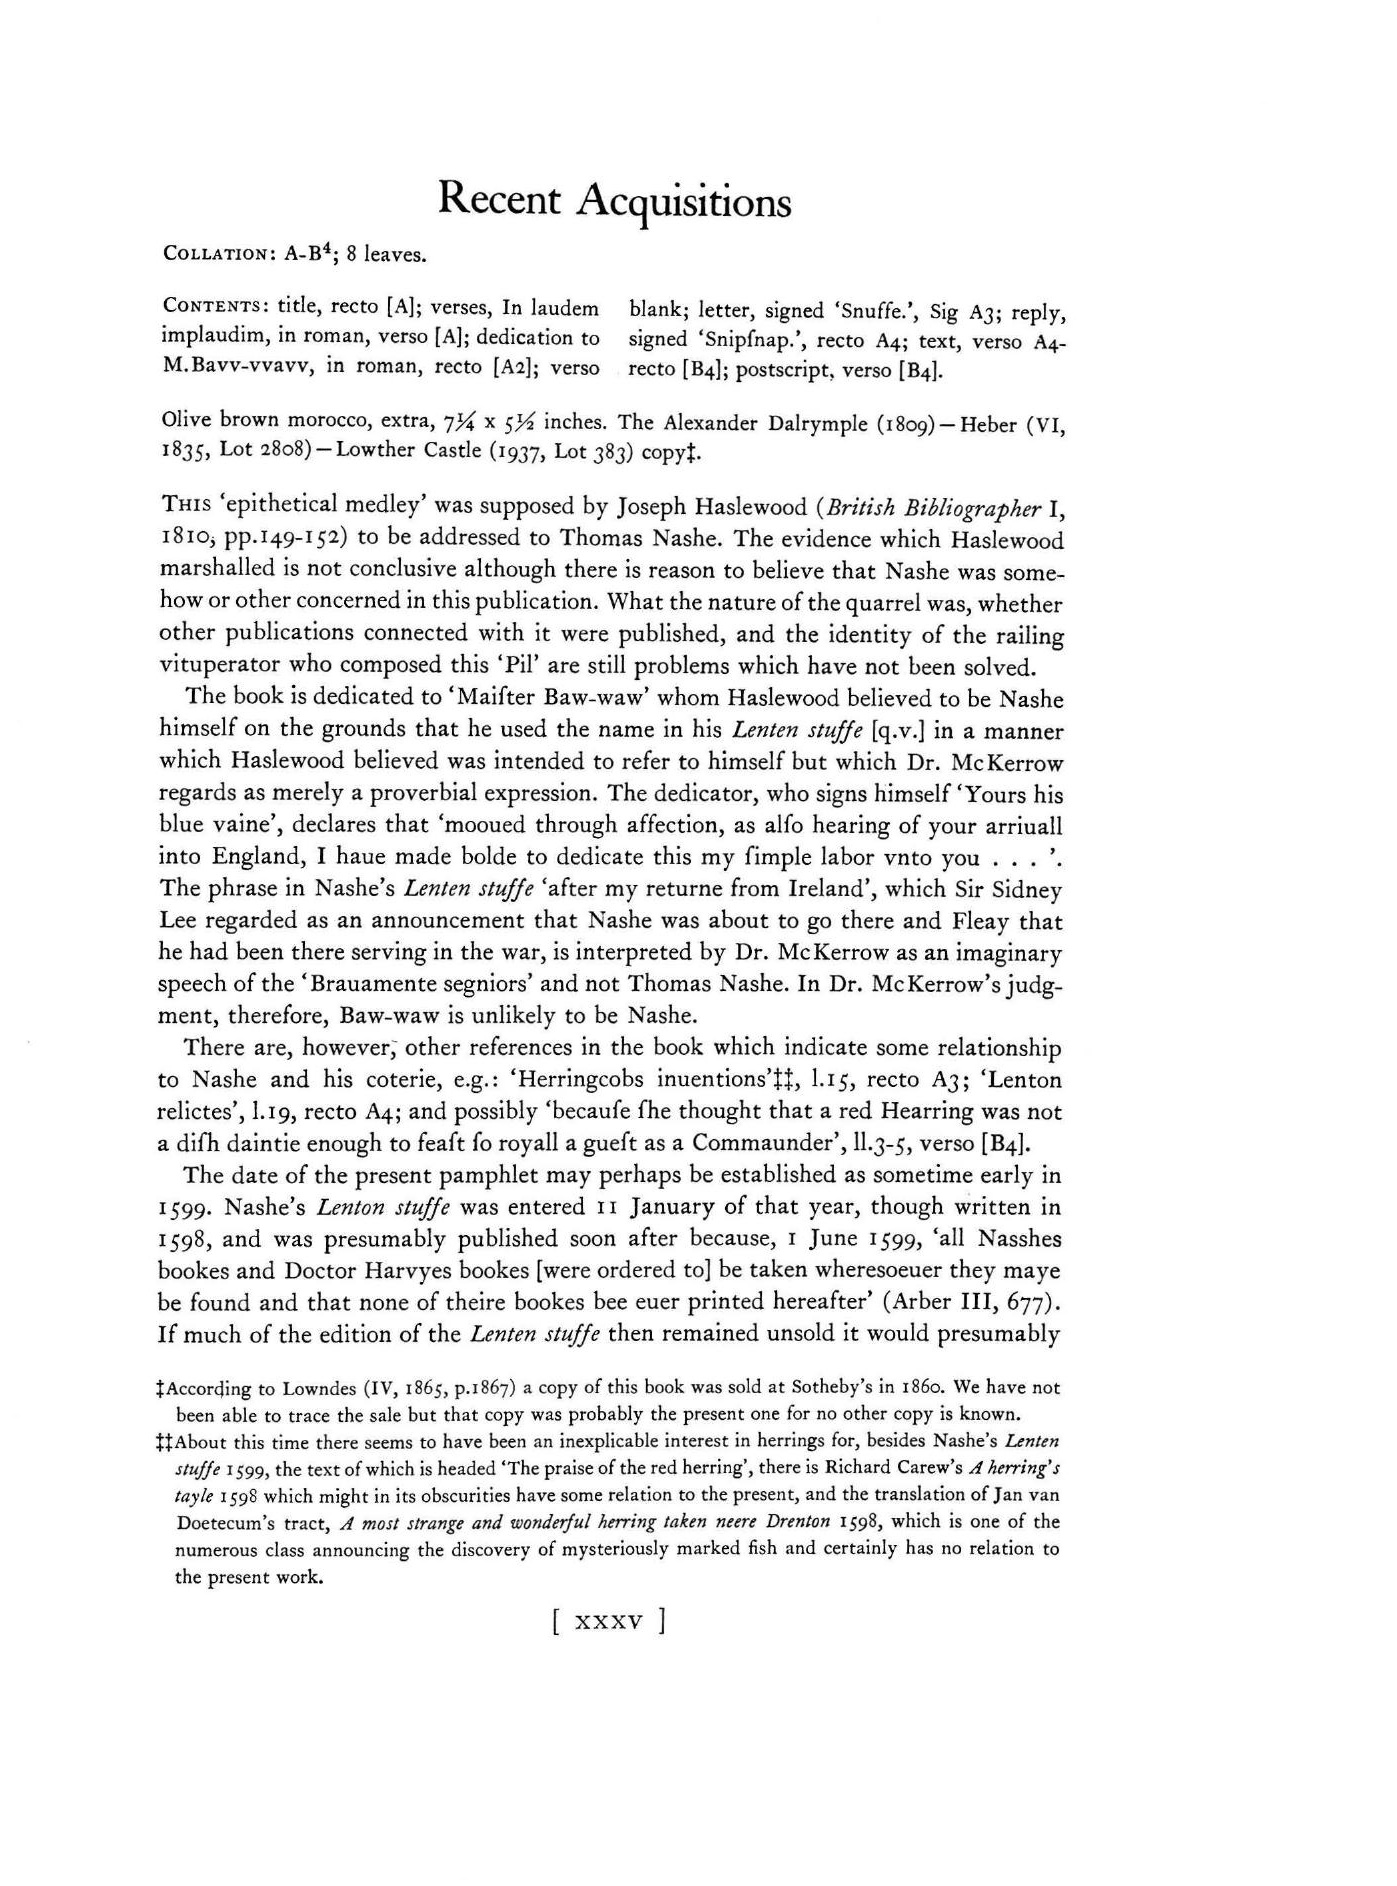 Recent Acquisitions
COLLATION: A-B⁴; 8 leaves.
CONTENTS: title, recto [A]; verses, In laudem
implaudim, in roman, verso [A]; dedication to
M.Bavv-vvavv, in roman, recto [A2]; verso
blank; letter, signed ‘Snuffe.’, Sig A3; reply,
signed ‘Snipſnap.’, recto A4; text, verso A4-
recto [B4]; postscript, verso [B4].
Olive brown morocco, extra, 7¼ x 5½ inches. The Alexander Dalrymple (1809)—Heber (VI,
1835, Lot 2808)—Lowther Castle (1937, Lot 383) copy‡.
THIS ‘epithetical medley’ was supposed by Joseph Haslewood (British Bibliographer I,
1810, pp.149-152) to be addressed to Thomas Nashe. The evidence which Haslewood
marshalled is not conclusive although there is reason to believe that Nashe was some-
how or other concerned in this publication. What the nature of the quarrel was, whether
other publications connected with it were published, and the identity of the railing
vituperator who composed this ‘Pil’ are still problems which have not been solved.
The book is dedicated to ‘Maiſter Baw-waw’ whom Haslewood believed to be Nashe
himself on the grounds that he used the name in his Lenten stuffe [q.v.] in a manner
which Haslewood believed was intended to refer to himself but which Dr. McKerrow
regards as merely a proverbial expression. The dedicator, who signs himself ‘Yours his
blue vaine’, declares that ‘mooued through affection, as alſo hearing of your arriuall
into England, I haue made bolde to dedicate this my ſimple labor vnto you . . . ’.
The phrase in Nashe’s Lenten stuffe ‘after my returne from Ireland’, which Sir Sidney
Lee regarded as an announcement that Nashe was about to go there and Fleay that
he had been there serving in the war, is interpreted by Dr. McKerrow as an imaginary
speech of the ‘Brauamente segniors’ and not Thomas Nashe. In Dr. McKerrow’s judg-
ment, therefore, Baw-waw is unlikely to be Nashe.
There are, however, other references in the book which indicate some relationship
to Nashe and his coterie, e.g.: ‘Herringcobs inuentions’‡‡, l.15, recto A3; ‘Lenton
relictes’, l.19, recto A4; and possibly ‘becauſe ſhe thought that a red Hearring was not
a diſh daintie enough to feaſt ſo royall a gueſt as a Commaunder’, ll.3-5, verso [B4].
The date of the present pamphlet may perhaps be established as sometime early in
1599. Nashe’s Lenton stuffe was entered 11 January of that year, though written in
1598, and was presumably published soon after because, 1 June 1599, ‘all Nasshes
bookes and Doctor Harvyes bookes [were ordered to] be taken wheresoeuer they maye
be found and that none of theire bookes bee euer printed hereafter’ (Arber III, 677).
If much of the edition of the Lenten stuffe then remained unsold it would presumably
‡According to Lowndes (IV, 1865, p.1867) a copy of this book was sold at Sotheby’s in 1860. We have not
been able to trace the sale but that copy was probably the present one for no other copy is known.
‡‡About this time there seems to have been an inexplicable interest in herrings for, besides Nashe’s Lenten
stuffe 1599, the text of which is headed ‘The praise of the red herring’, there is Richard Carew’s A herring’s
tayle 1598 which might in its obscurities have some relation to the present, and the translation of Jan van
Doetecum’s tract, A most strange and wonderful herring taken neere Drenton 1598, which is one of the
numerous class announcing the discovery of mysteriously marked fish and certainly has no relation to
the present work.
[ XXXV ]